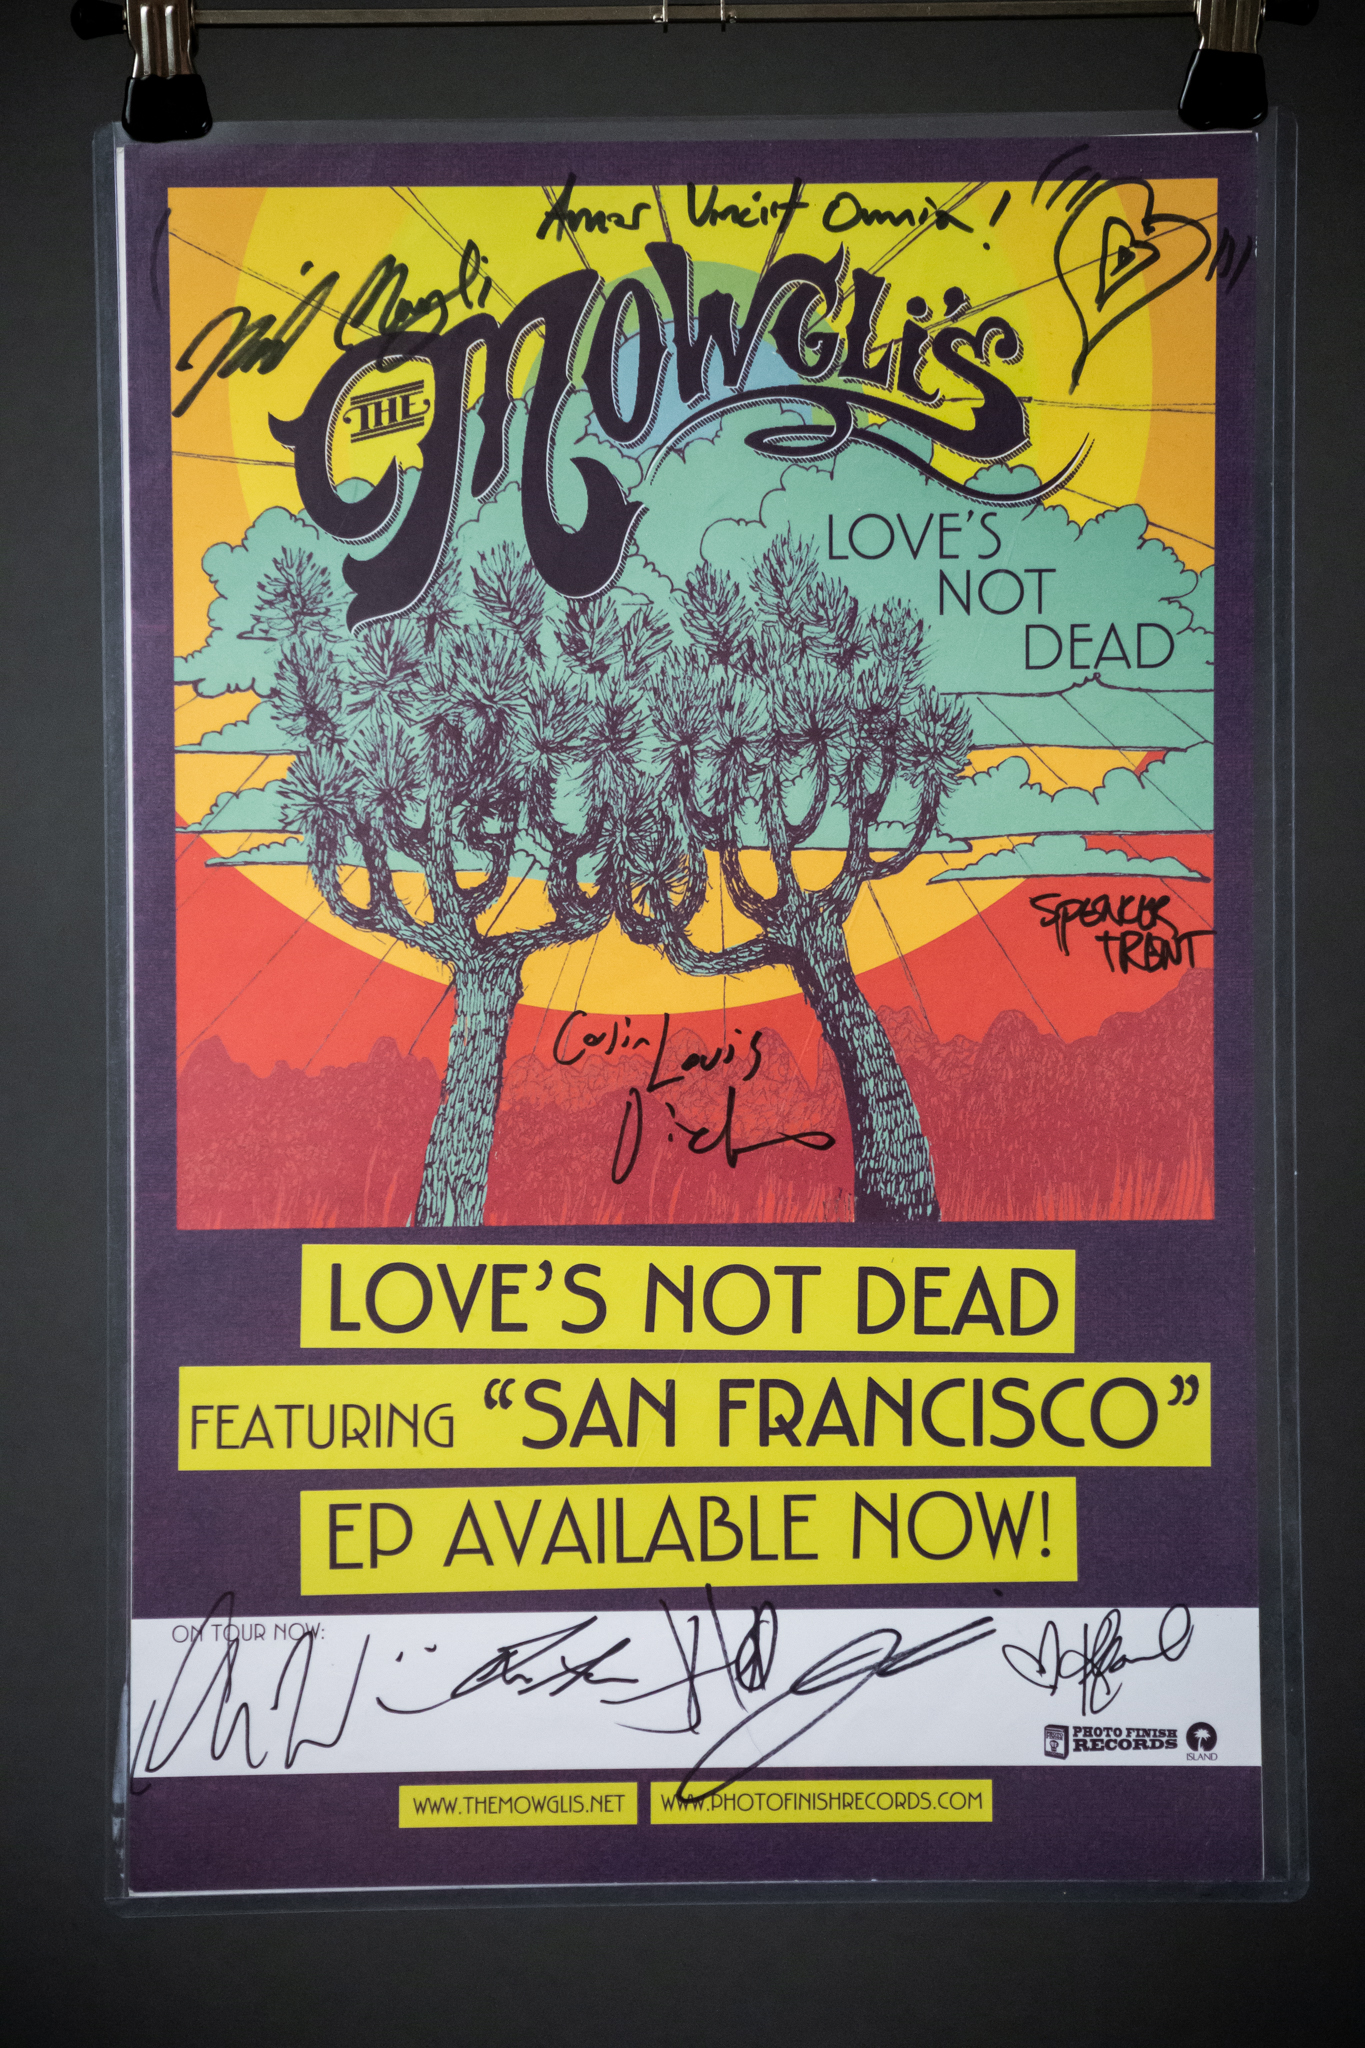 Amor Vincit Omnia!
Mowgli
THE MOWGLi'S
LOVE'S
NOT
DEAD
SPENCER
TRENT
Colin Louis
LOVE'S NOT DEAD
FEATURING “SAN FRANCISCO”
EP AVAILABLE NOW!
ON TOUR NOW:
PHOTO FINISH
RECORDS
ISLAND
WWW.THEMOWGLIS.NET
WWW.PHOTOFINISHRECORDS.COM